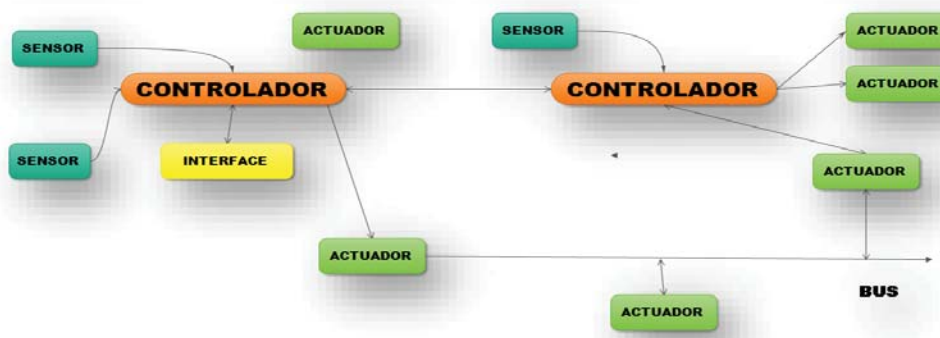 ACTUADOR
SENSOR
ACTUADOR
SENSOR
CONTROLADOR
CONTROLADOR
ACTUADOR
SENSOR
INTERFACE
ACTUADOR
ACTUADOR
BUS
ACTUADOR